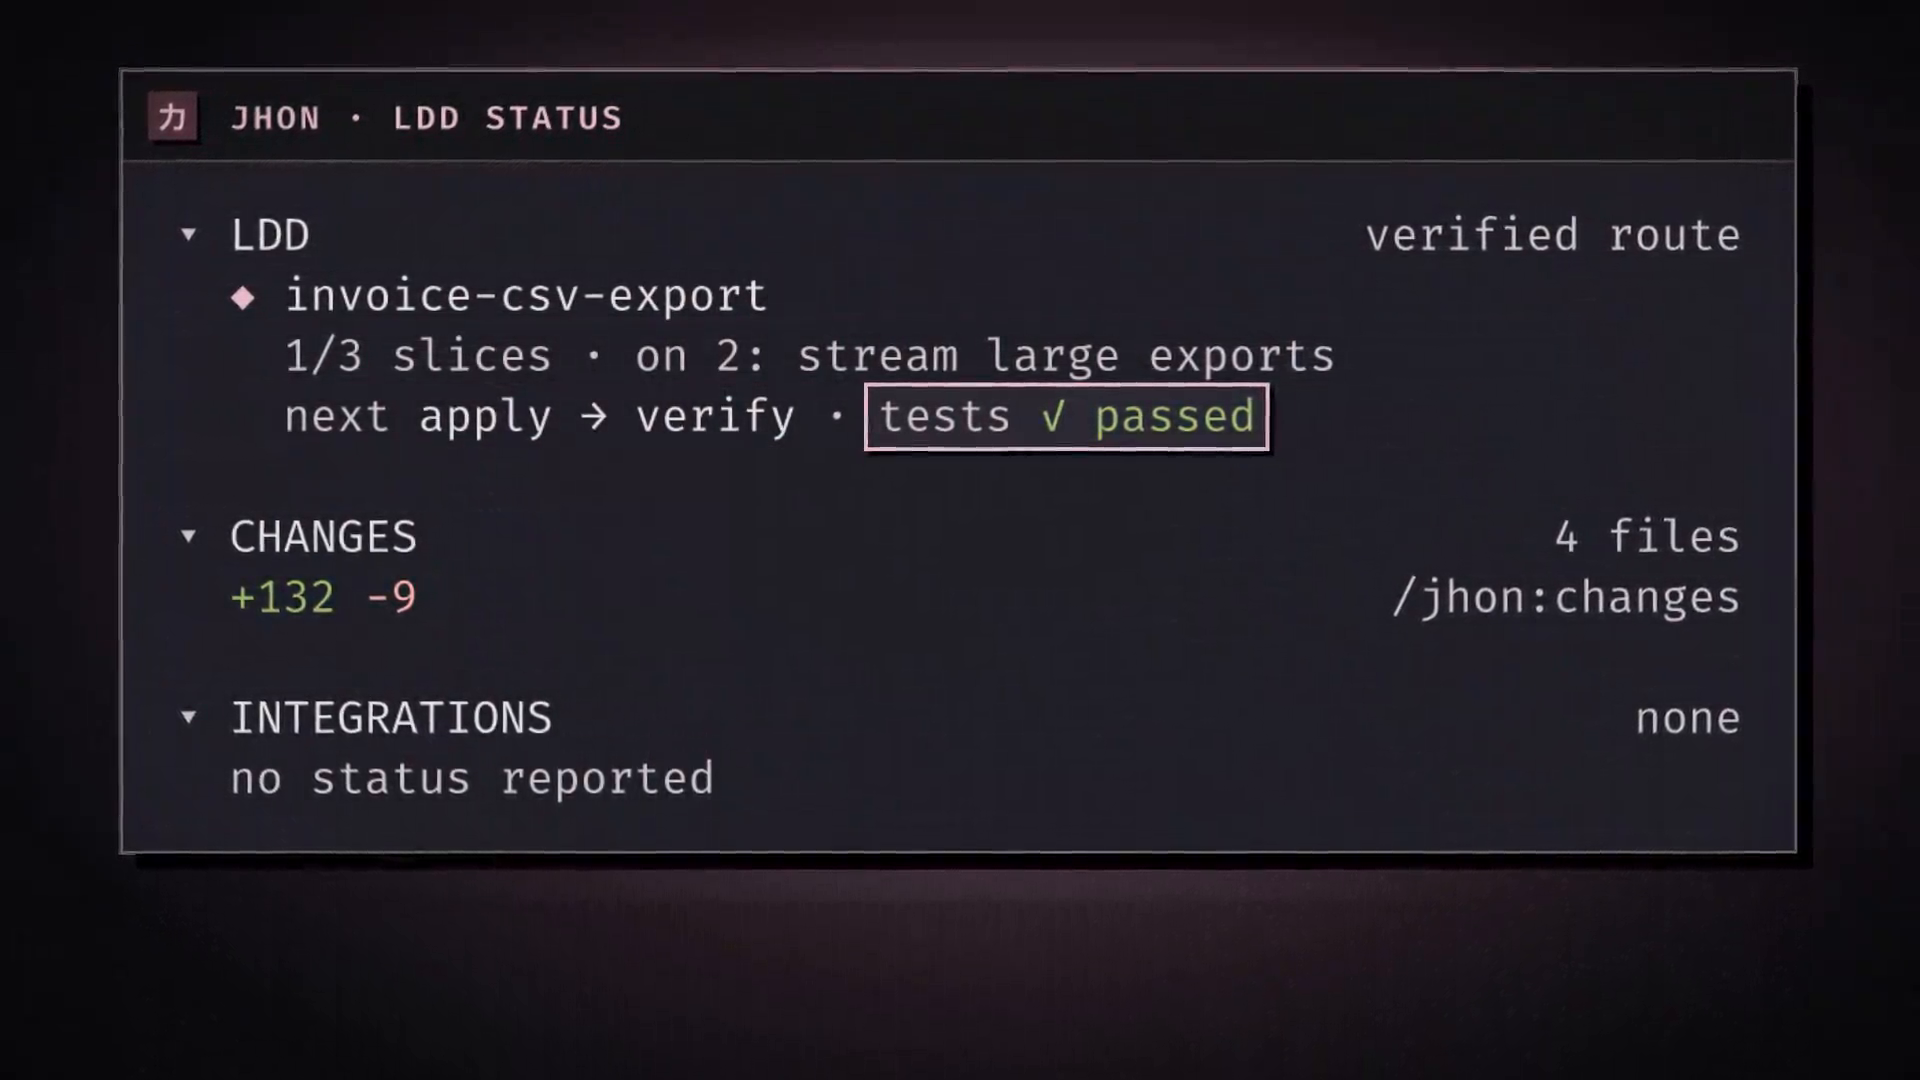 力 JHON · LDD STATUS
▼ LDD verified route
◆ invoice-csv-export
1/3 slices · on 2: stream large exports
next apply → verify · tests √ passed
▼ CHANGES 4 files
+132 -9 /jhon:changes
▼ INTEGRATIONS none
no status reported